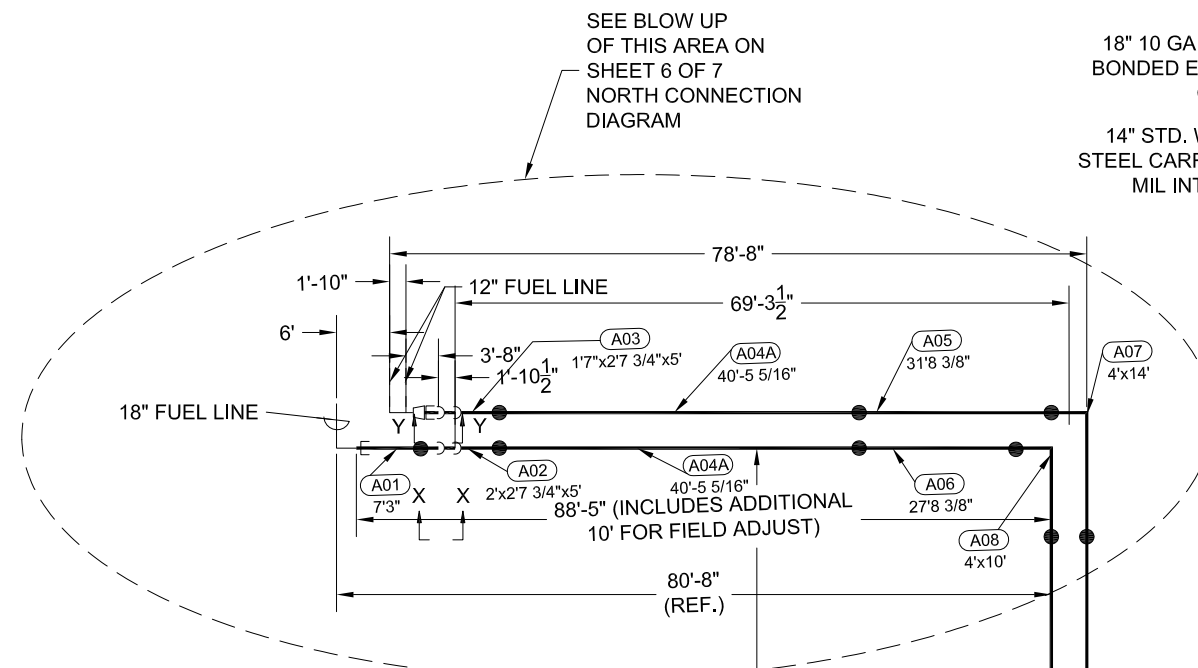 SEE BLOW UP
OF THIS AREA ON
SHEET 6 OF 7
NORTH CONNECTION
DIAGRAM
18" 10 GA
BONDED E
14" STD.
STEEL CARR
MIL INT
78'-8"
1'-10"
12" FUEL LINE
69'-3 1/2"
6'
3'-8"
1'-10 1/2"
A03
1'7"x2'7 3/4"x5'
A04A
40'-5 5/16"
A05
31'8 3/8"
A07
4'x14'
18" FUEL LINE
Y
Y
A01
7'3"
X
X
A02
2'x2'7 3/4"x5'
A04A
40'-5 5/16"
A06
27'8 3/8"
88'-5" (INCLUDES ADDITIONAL
10' FOR FIELD ADJUST)
A08
4'x10'
80'-8"
(REF.)